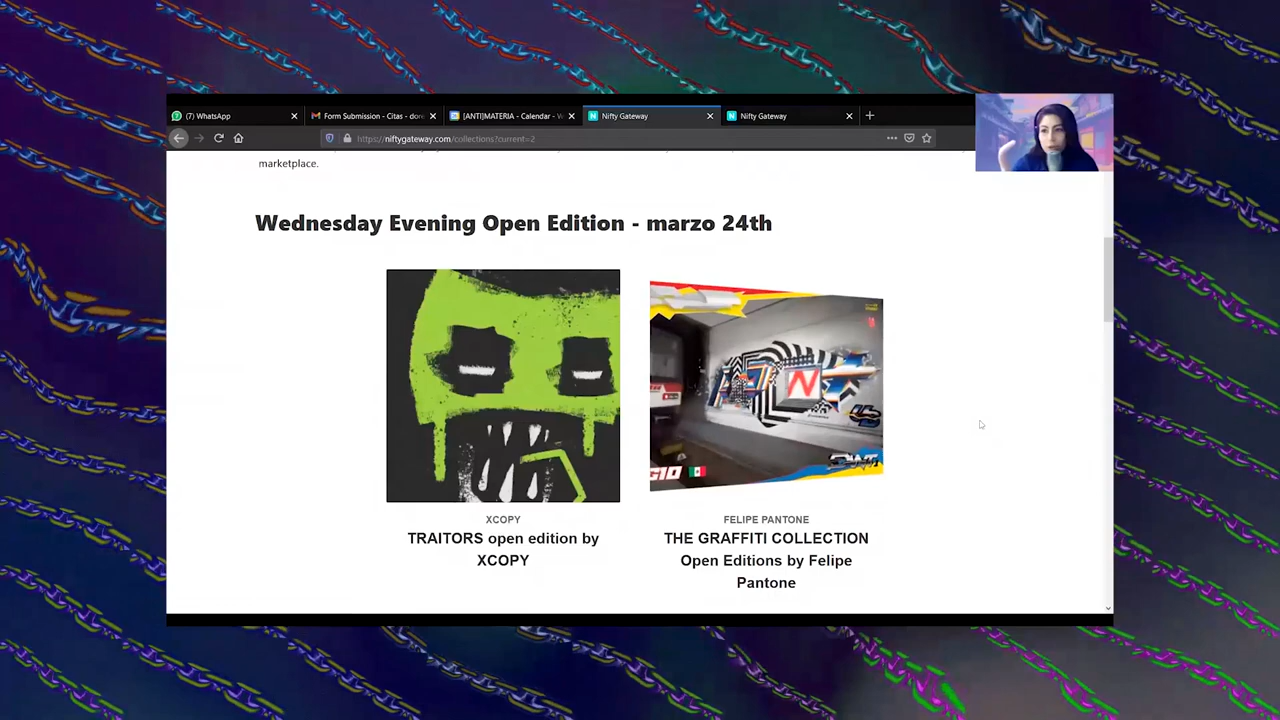 (7) WhatsApp
Form Submission - Citas - dor
[ANTI]MATERIA - Calendar - W
Nifty Gateway
Nifty Gateway
https://niftygateway.com/collections?current=2
marketplace.
Wednesday Evening Open Edition - marzo 24th
N
GIO
XCOPY
TRAITORS open edition by
XCOPY
FELIPE PANTONE
THE GRAFFITI COLLECTION
Open Editions by Felipe
Pantone